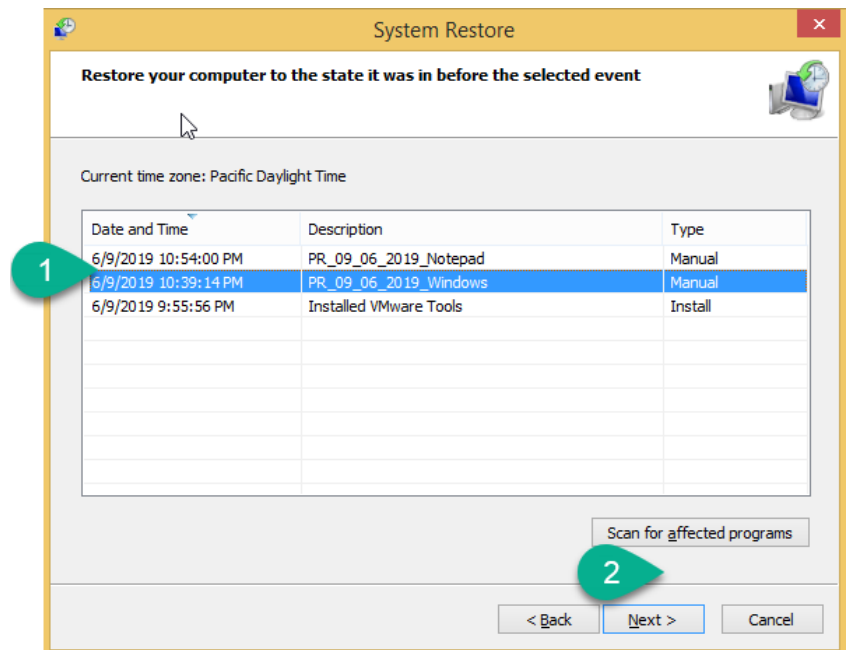 System Restore
Restore your computer to the state it was in before the selected event
Current time zone: Pacific Daylight Time
Date and Time Description Type
6/9/2019 10:54:00 PM PR_09_06_2019_Notepad Manual
1
6/9/2019 10:39:14 PM PR_09_06_2019_Windows Manual
6/9/2019 9:55:56 PM Installed VMware Tools Install
Scan for affected programs
2
< Back Next > Cancel